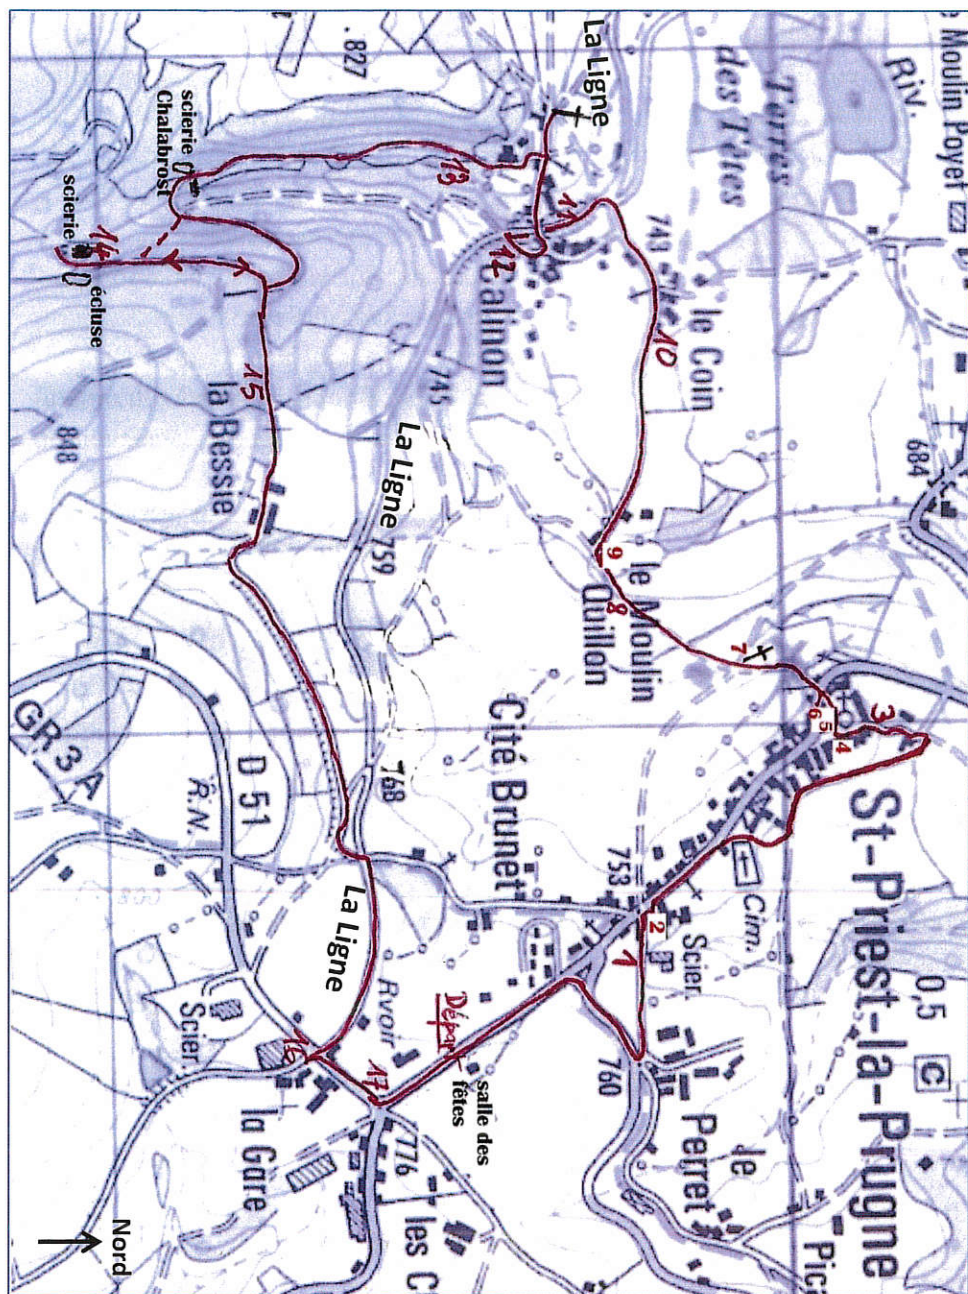 Moulin Poyet
Riv.
.827
La Ligne
Terres
des Têtes
scierie
Chalabrost
scierie
écluse
14
13
11
12
743
le Coin
10
Calinon
745
684
15
la Bessie
848
La Ligne
759
9
le Moulin
Quillon
8
7
6
5
4
3
St-Priest-la-Prugne
0,5
C
GR 3A
D 51
R.N.
768
Cité Brunet
753
Cim.
2
1
Scier.
La Ligne
Rvoir
Départ
salle des
fêtes
760
le
Perret
Scier.
16
17
la Gare
776
les C
Pici
Nord